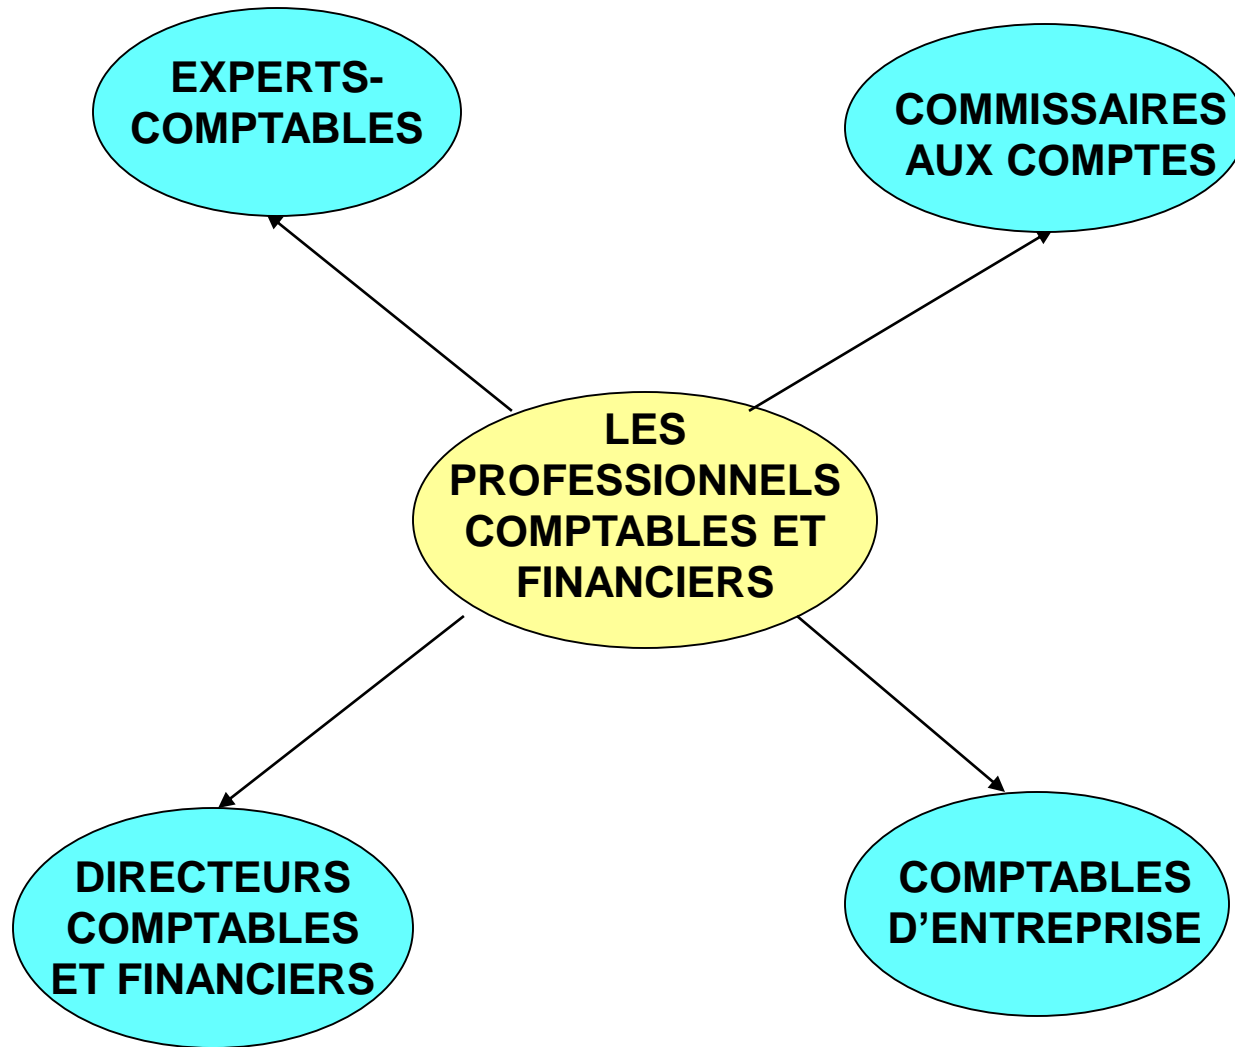 EXPERTS-
COMPTABLES
COMMISSAIRES
AUX COMPTES
LES
PROFESSIONNELS
COMPTABLES ET
FINANCIERS
DIRECTEURS
COMPTABLES
ET FINANCIERS
COMPTABLES
D’ENTREPRISE